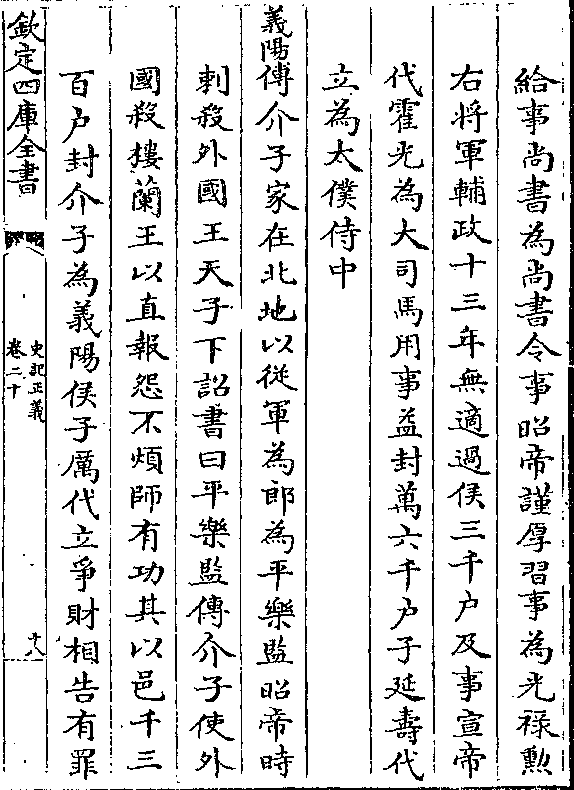 給事尚書為尚書令事昭帝謹厚習事為光祿勲
右將軍輔政十三年無適過侯三千户及事宣帝
代霍光為大司馬用事益封萬六千户子延壽代
立為太僕侍中
義陽傅介子家在北地以從軍為郎為平樂監昭帝時
刺殺外國王天子下詔書曰平樂監傅介子使外
國殺樓蘭王以直報怨不煩師有功其以邑千三
百户封介子為義陽侯子厲代立爭財相告有罪
欽定四庫全書
史記正義
卷二十
十八